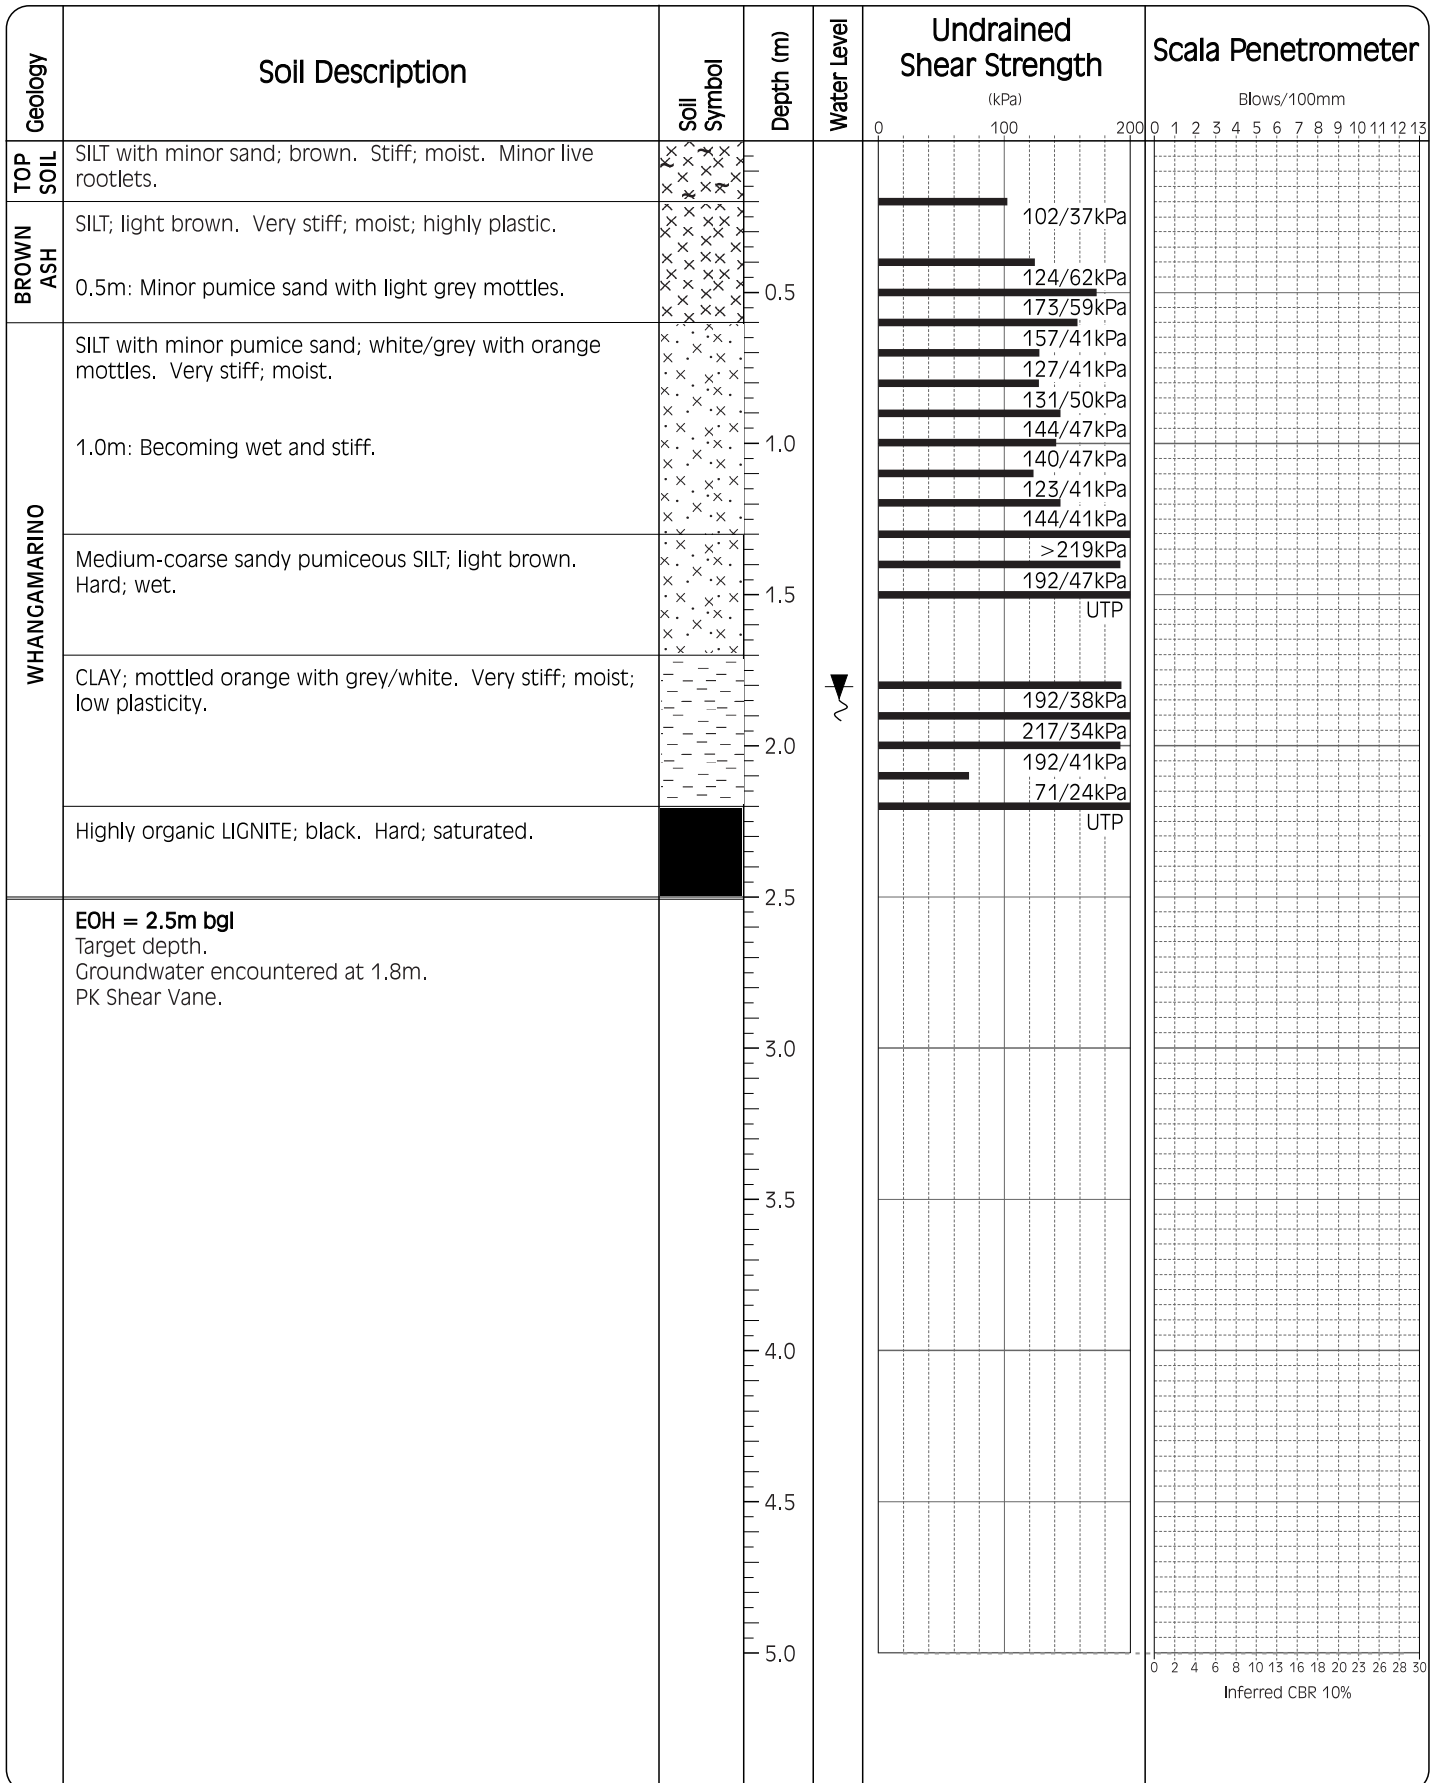 Geology
Soil Description
Soil
Symbol
Depth (m)
Water Level
Undrained
Shear Strength
(kPa)
0 100 200
Scala Penetrometer
Blows/100mm
0 1 2 3 4 5 6 7 8 9 10 11 12 13
TOP
SOIL
SILT with minor sand; brown. Stiff; moist. Minor live
rootlets.
BROWN
ASH
SILT; light brown. Very stiff; moist; highly plastic.
0.5m: Minor pumice sand with light grey mottles.
WHANGAMARINO
SILT with minor pumice sand; white/grey with orange
mottles. Very stiff; moist.
1.0m: Becoming wet and stiff.
Medium-coarse sandy pumiceous SILT; light brown.
Hard; wet.
CLAY; mottled orange with grey/white. Very stiff; moist;
low plasticity.
Highly organic LIGNITE; black. Hard; saturated.
EOH = 2.5m bgl
Target depth.
Groundwater encountered at 1.8m.
PK Shear Vane.
0.5
1.0
1.5
2.0
2.5
3.0
3.5
4.0
4.5
5.0
102/37kPa
124/62kPa
173/59kPa
157/41kPa
127/41kPa
131/50kPa
144/47kPa
140/47kPa
123/41kPa
144/41kPa
>219kPa
192/47kPa
UTP
192/38kPa
217/34kPa
192/41kPa
71/24kPa
UTP
0 2 4 6 8 10 13 16 18 20 23 26 28 30
Inferred CBR 10%